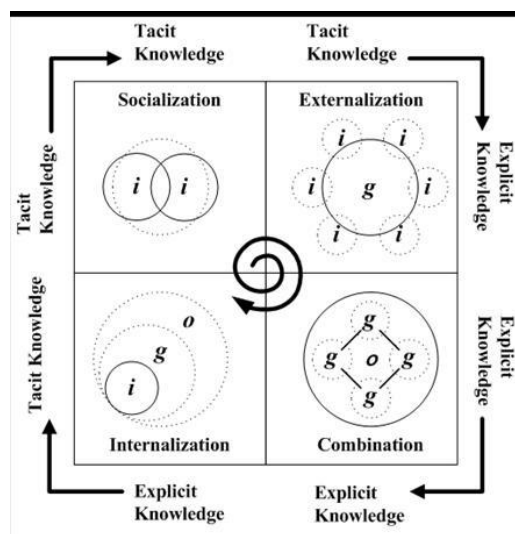 Tacit
Knowledge
Tacit
Knowledge
Socialization
Externalization
i i
i i
i g i
i i
Tacit
Knowledge
Explicit
Knowledge
o
g
i
g
g o g
g
Tacit Knowledge
Explicit
Knowledge
Internalization
Combination
Explicit
Knowledge
Explicit
Knowledge